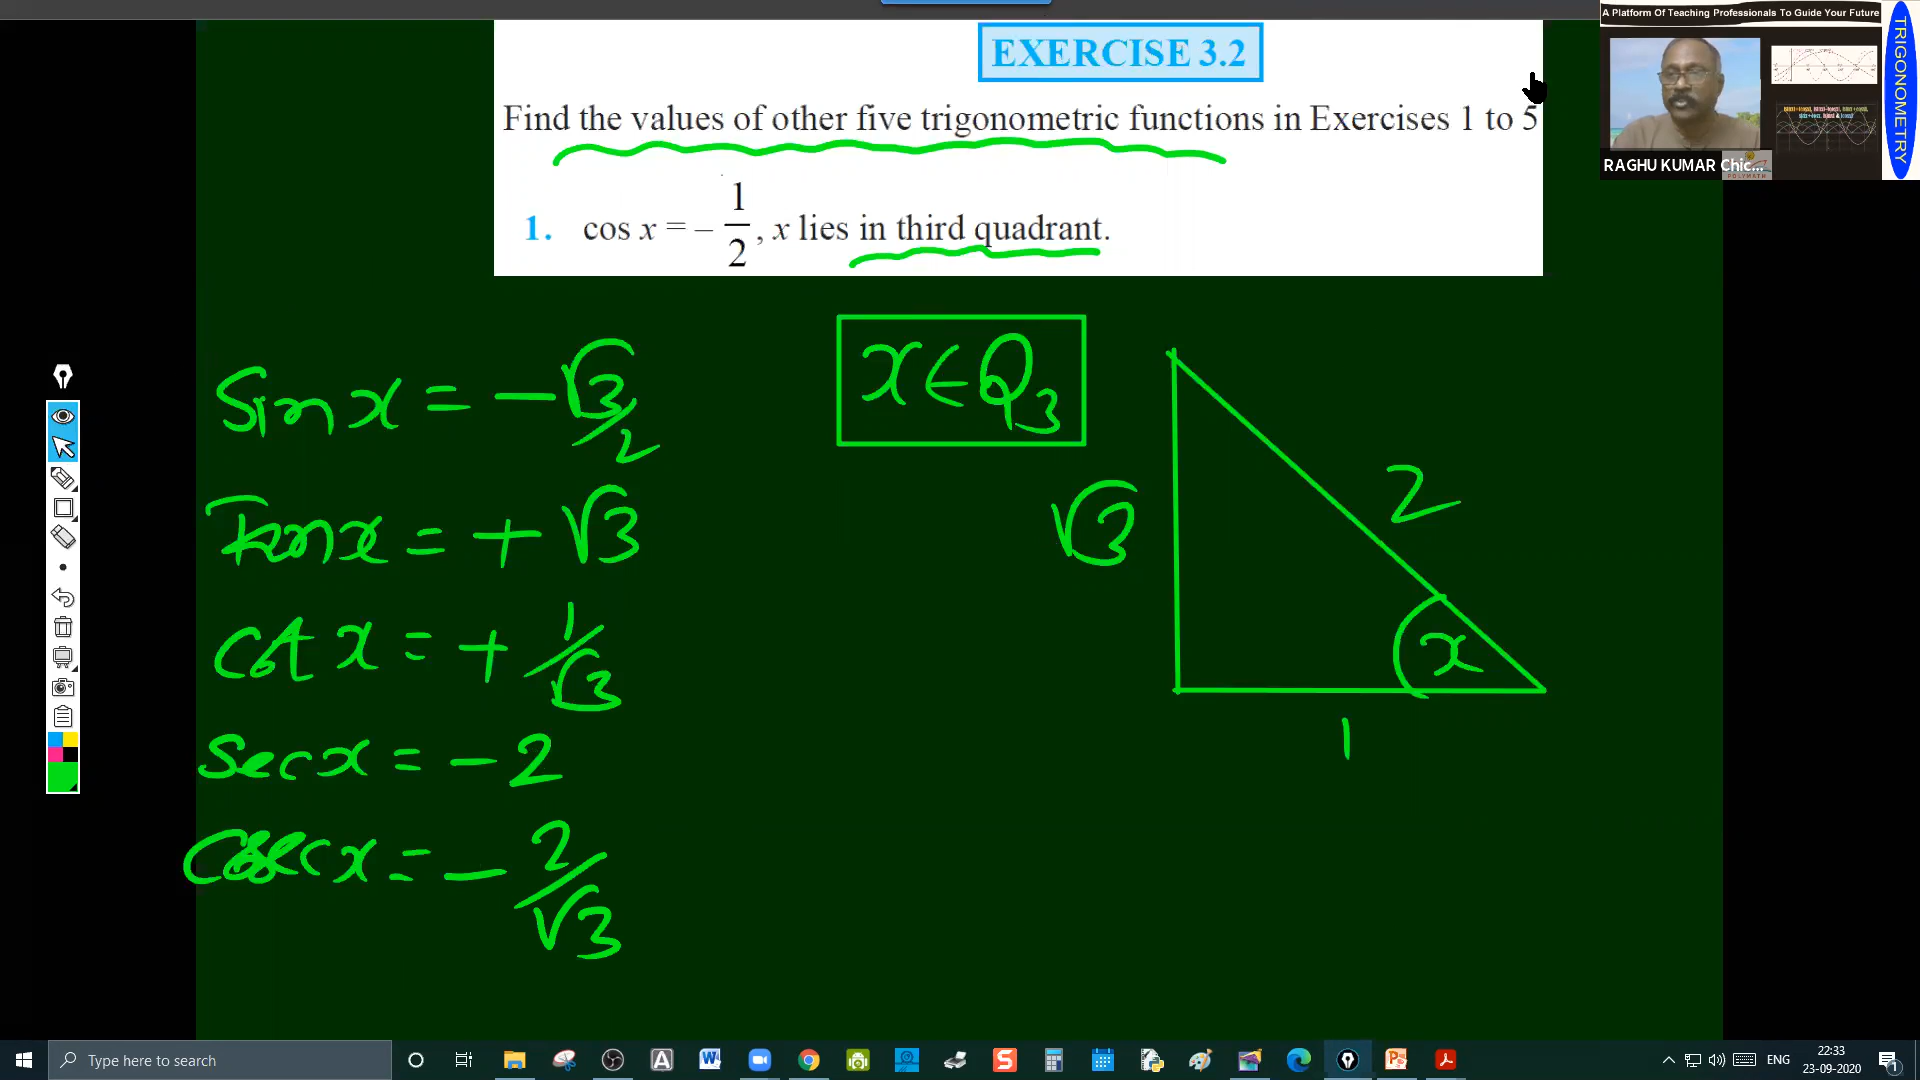 A Platform Of Teaching Professionals To Guide Your Future
TRIGONOMETRY
RAGHU KUMAR Chic...
EXERCISE 3.2
Find the values of other five trigonometric functions in Exercises 1 to 5
1. cos x = – 1/2, x lies in third quadrant.
x ∈ Q3
Sin x = – √3/2
Tan x = + √3
Cot x = + 1/√3
Sec x = – 2
Cosec x = – 2/√3
√3
2
x
1
Type here to search
ENG
22:33
23-09-2020